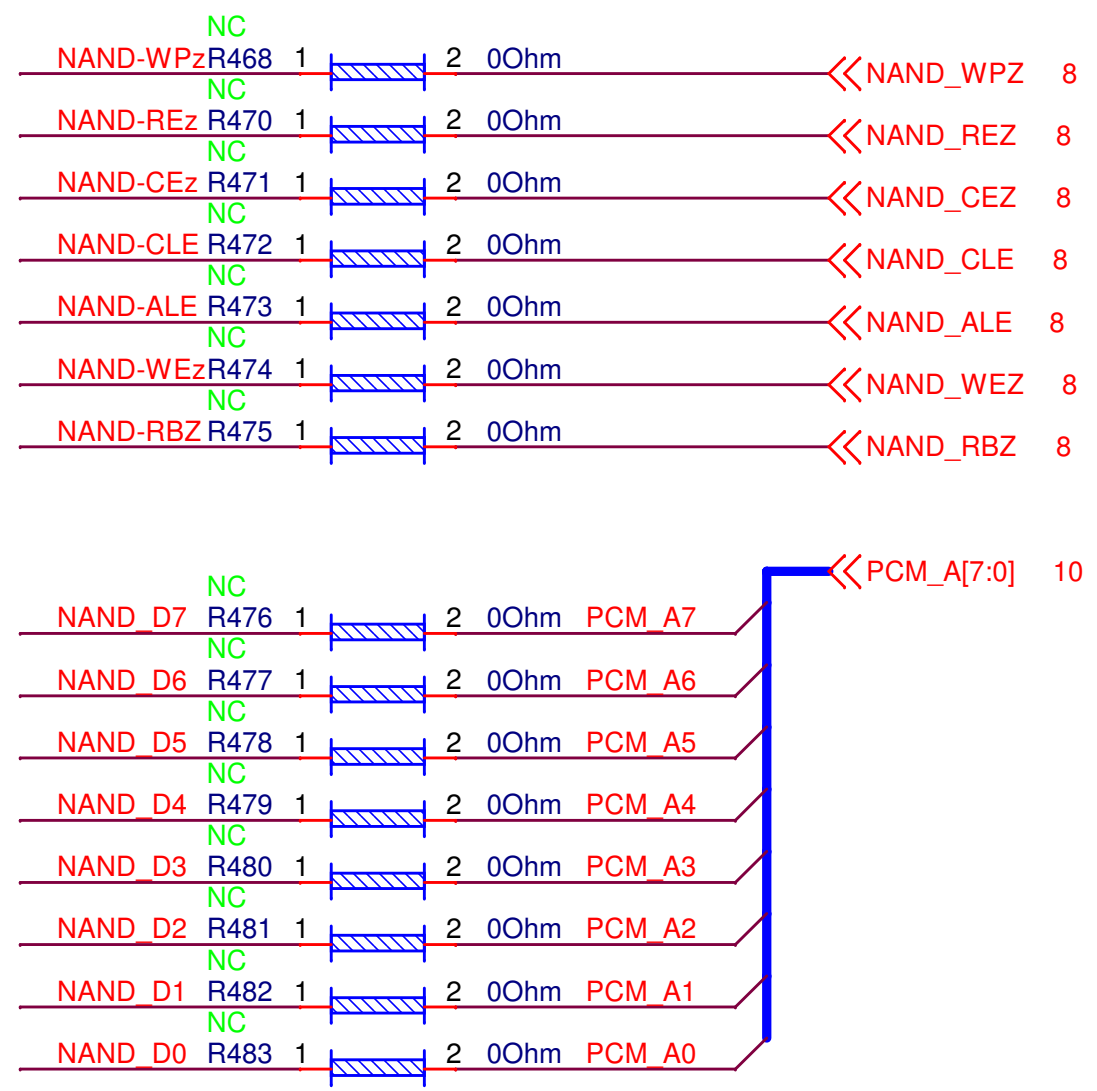 NC
NAND-WPz R468 1 2 0Ohm NAND_WPZ 8
NC
NAND-REz R470 1 2 0Ohm NAND_REZ 8
NC
NAND-CEz R471 1 2 0Ohm NAND_CEZ 8
NC
NAND-CLE R472 1 2 0Ohm NAND_CLE 8
NC
NAND-ALE R473 1 2 0Ohm NAND_ALE 8
NC
NAND-WEz R474 1 2 0Ohm NAND_WEZ 8
NC
NAND-RBZ R475 1 2 0Ohm NAND_RBZ 8
PCM_A[7:0] 10
NC
NAND_D7 R476 1 2 0Ohm PCM_A7
NC
NAND_D6 R477 1 2 0Ohm PCM_A6
NC
NAND_D5 R478 1 2 0Ohm PCM_A5
NC
NAND_D4 R479 1 2 0Ohm PCM_A4
NC
NAND_D3 R480 1 2 0Ohm PCM_A3
NC
NAND_D2 R481 1 2 0Ohm PCM_A2
NC
NAND_D1 R482 1 2 0Ohm PCM_A1
NC
NAND_D0 R483 1 2 0Ohm PCM_A0